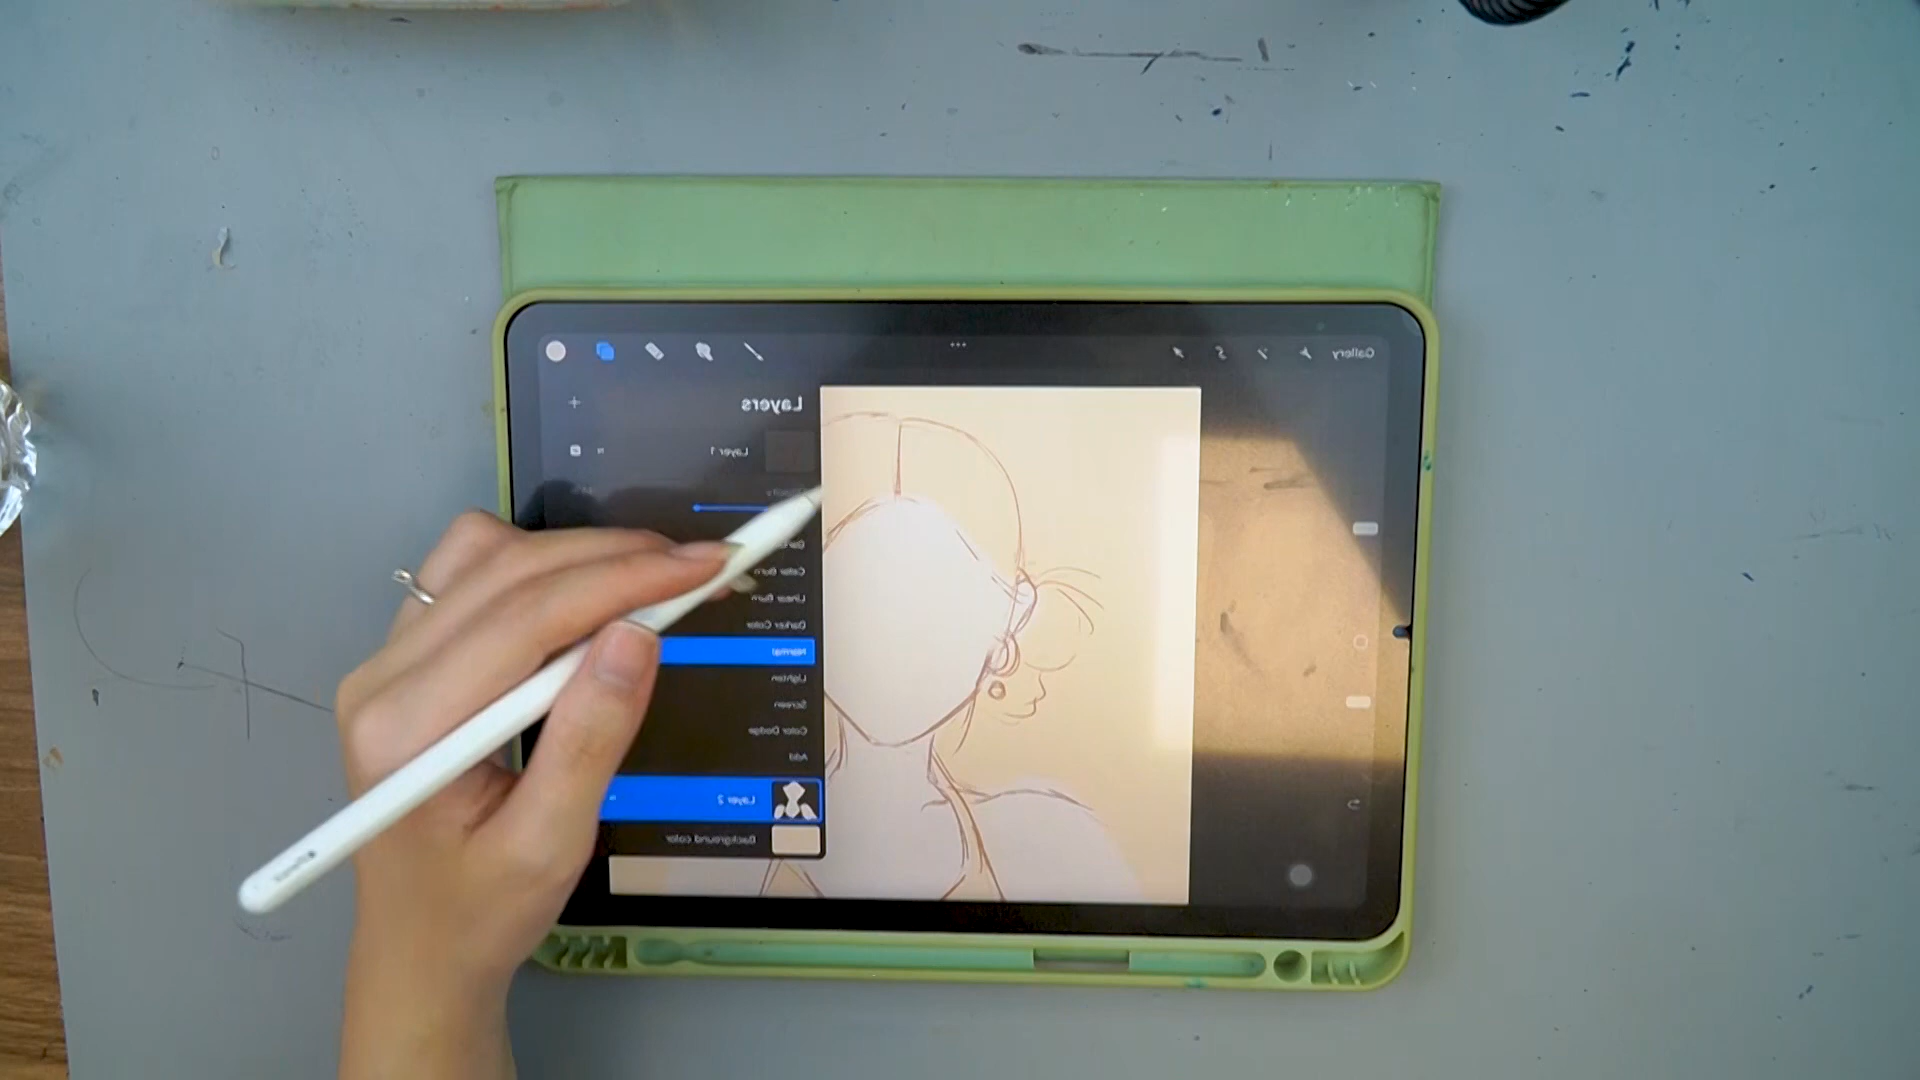 Gallery
Layers
Layer 1
N
Color Burn
Linear Burn
Darker Color
Normal
Lighten
Screen
Color Dodge
Add
Layer 2
N
Background color